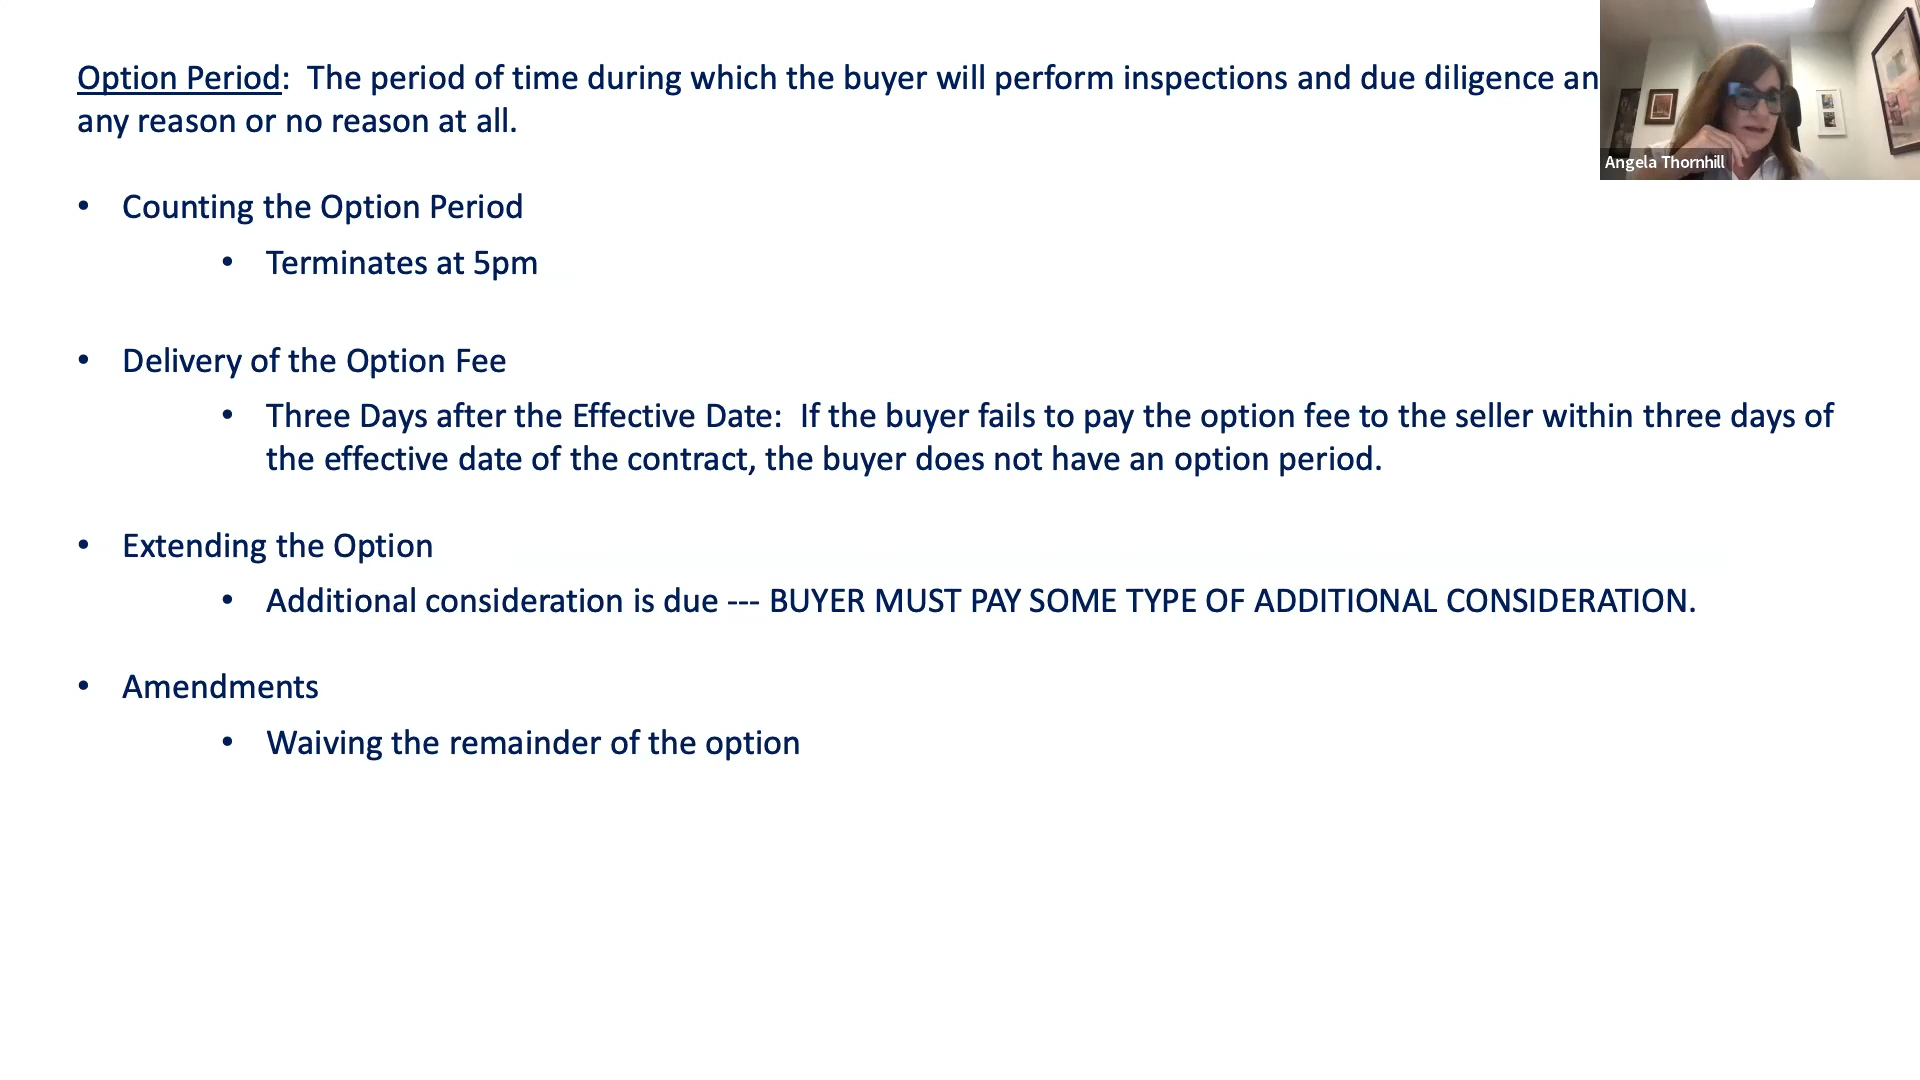 Option Period: The period of time during which the buyer will perform inspections and due diligence an
any reason or no reason at all.
Angela Thornhill
• Counting the Option Period
• Terminates at 5pm
• Delivery of the Option Fee
• Three Days after the Effective Date: If the buyer fails to pay the option fee to the seller within three days of
the effective date of the contract, the buyer does not have an option period.
• Extending the Option
• Additional consideration is due --- BUYER MUST PAY SOME TYPE OF ADDITIONAL CONSIDERATION.
• Amendments
• Waiving the remainder of the option